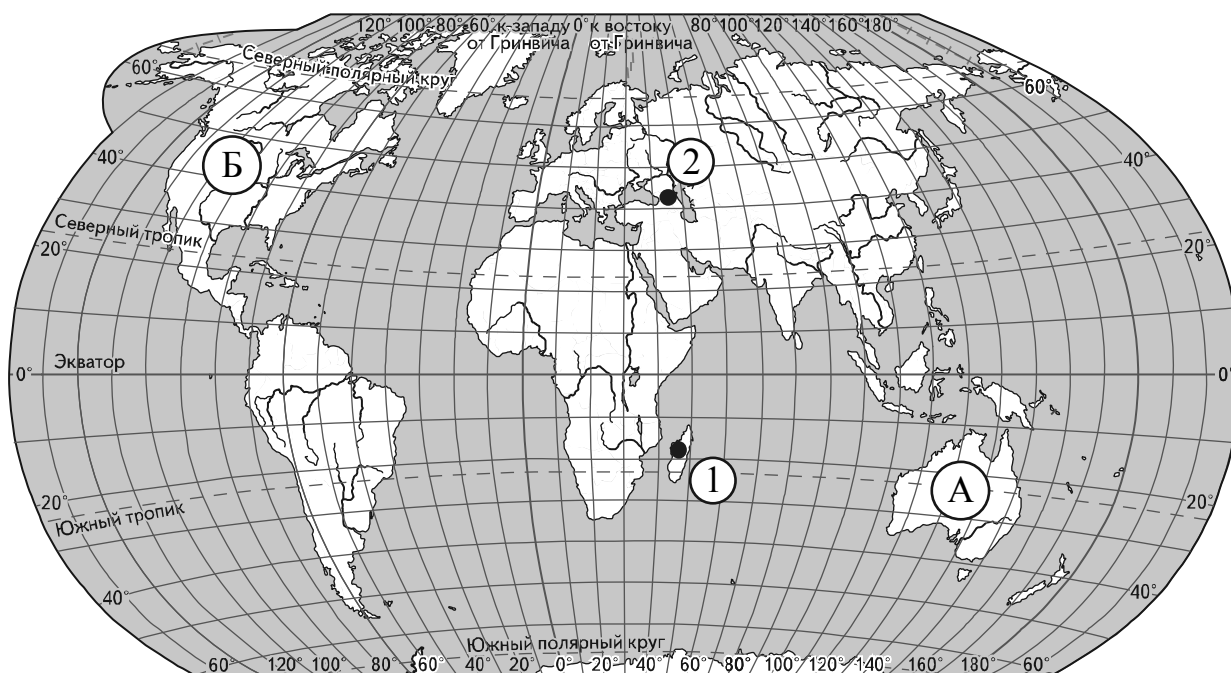 120° 100° 80° 60° к западу 0° к востоку 80° 100° 120° 140° 160° 180°
от Гринвича от Гринвича
Северный полярный круг
60° 60°
40° 40°
Б 2
Северный тропик
20° 20°
Экватор
0° 0°
1 А
20° 20°
Южный тропик
40° 40°
Южный полярный круг
60° 120° 100° 80° 60° 40° 20° 0° 20° 40° 60° 80° 100° 120° 140° 160° 180° 60°